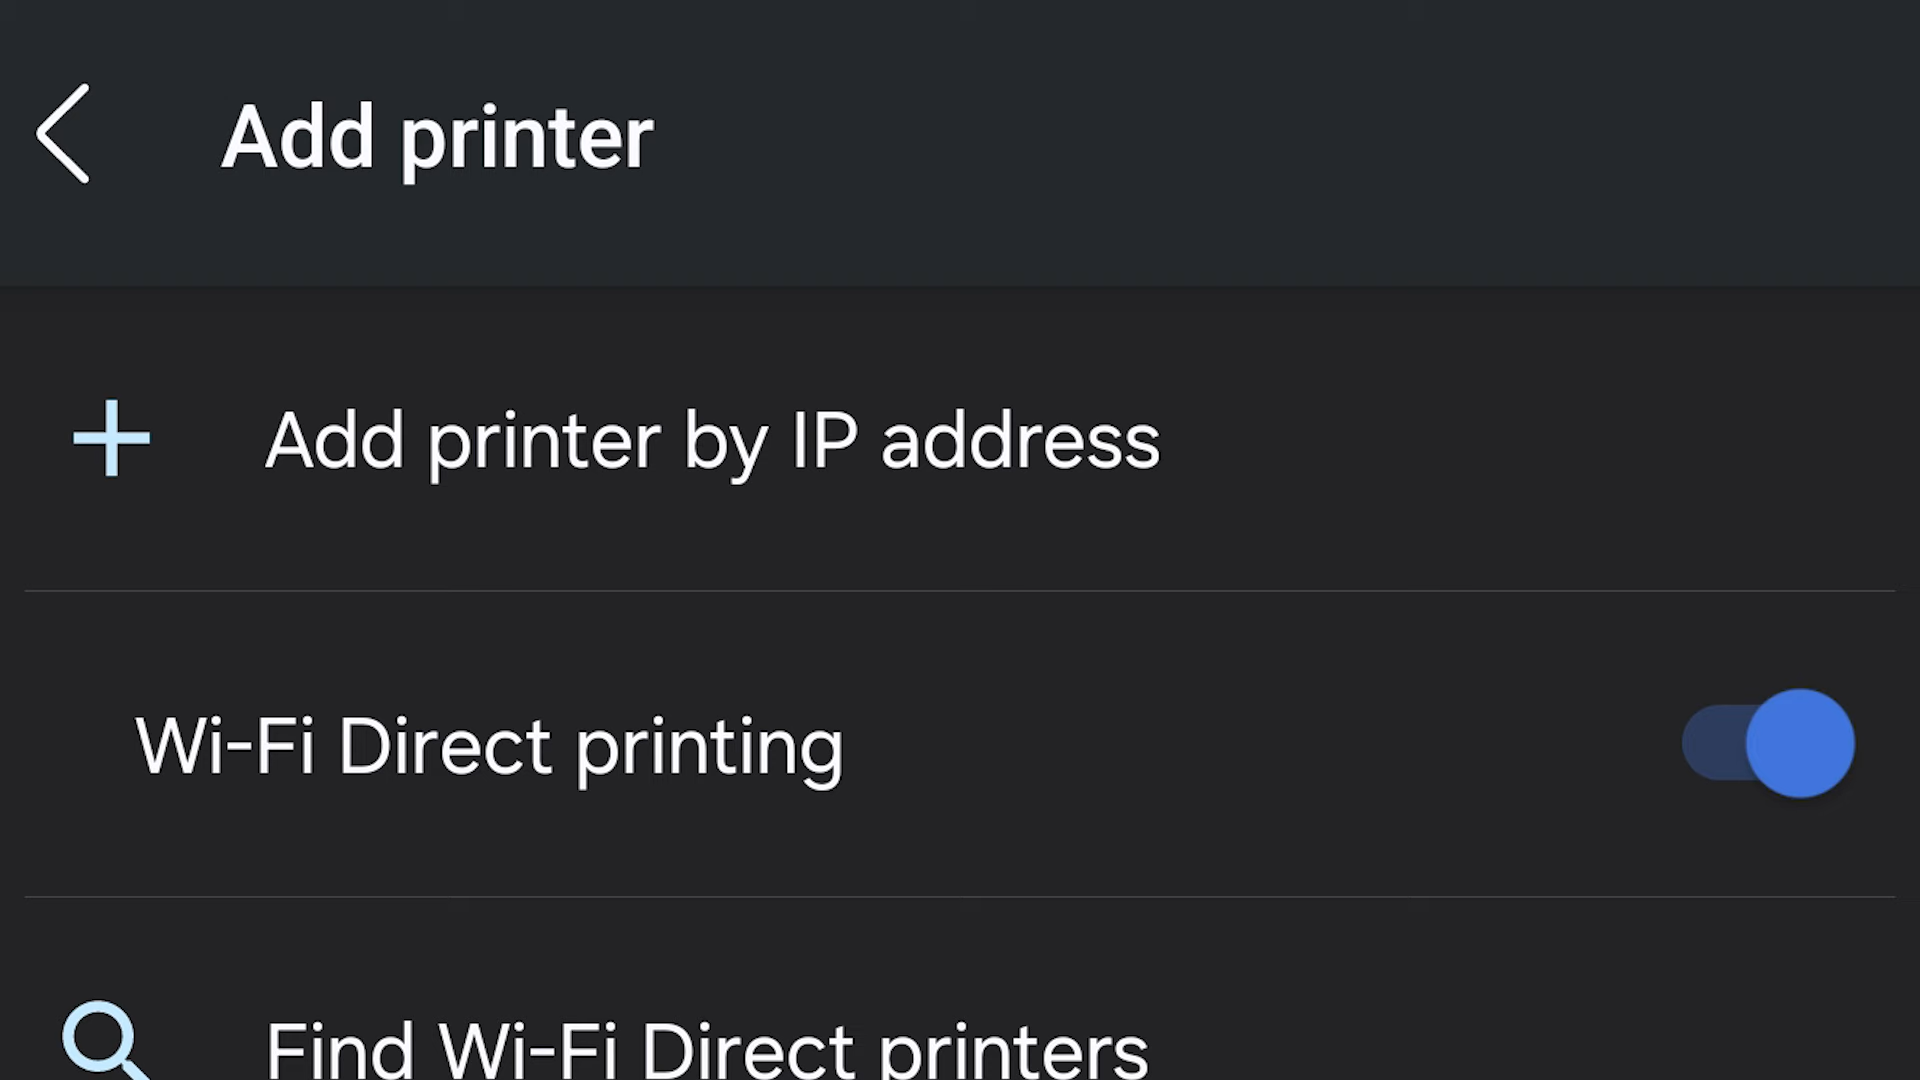 Add printer
Add printer by IP address
Wi-Fi Direct printing
Find Wi-Fi Direct printers